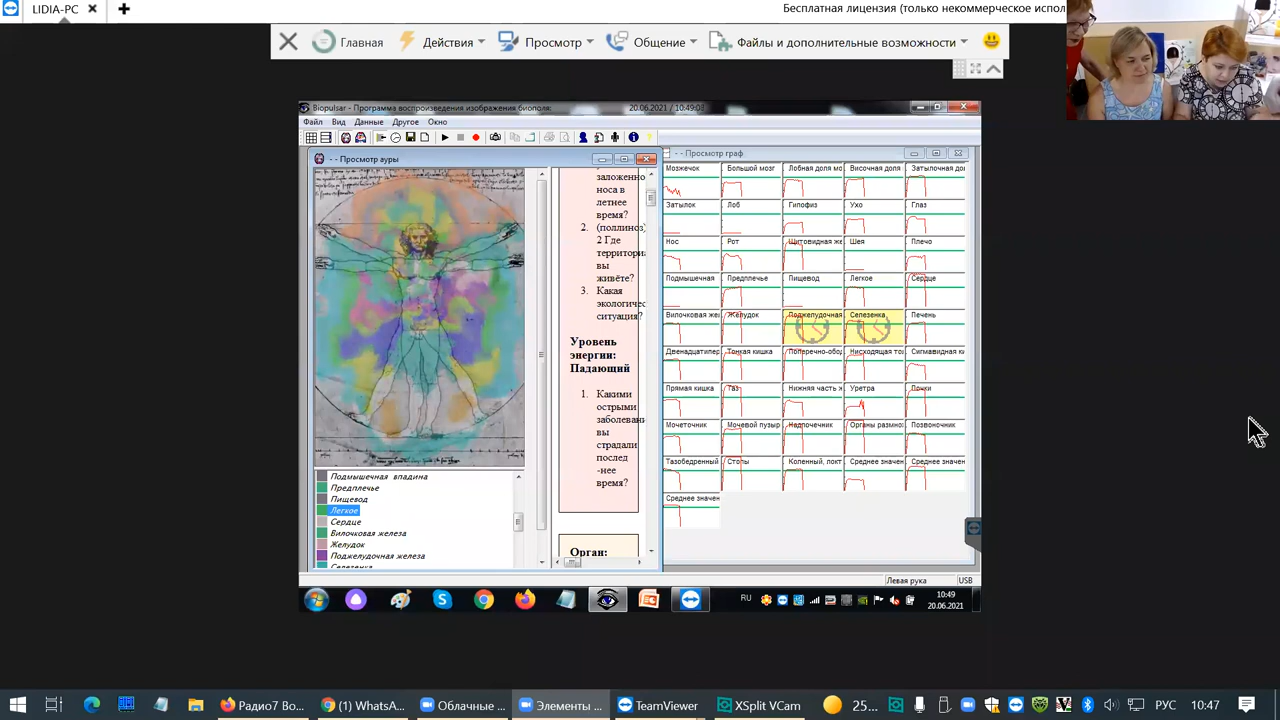 LIDIA-PC
Бесплатная лицензия (только некоммерческое испол
Главная
Действия
Просмотр
Общение
Файлы и дополнительные возможности
Biopulsar - Программа воспроизведения изображения биополя:
20.06.2021 / 10:49:03
Файл Вид Данные Другое Окно
- - Просмотр ауры
заложенно
носа в
летнее
время?
2. (поллиноз)
2 Где
территори
вы
живёте?
3. Какая
экологичес
ситуация?
Уровень
энергии:
Падающий
1. Какими
острыми
заболеван
вы
страдали
послед
-нее
время?
Орган:
Подмышечная впадина
Предплечье
Пищевод
Легкое
Сердце
Вилочковая железа
Желудок
Поджелудочная железа
Селезенка
- - Просмотр граф
Мозжечок Большой мозг Лобная доля мо Височная доля Затылочная до
Затылок Лоб Гипофиз Ухо Глаз
Нос Рот Щитовидная же Шея Плечо
Подмышечная Предплечье Пищевод Легкое Сердце
Вилочковая же Желудок Поджелудочная Селезенка Печень
Двенадцатипер Тонкая кишка Поперечно-обод Нисходящая то Сигмавидная ки
Прямая кишка Таз Нижняя часть ж Уретра Почки
Мочеточник Мочевой пузыр Надпочечник Органы размно Позвоночник
Тазобедренный Стопы Коленный, локт Среднее значен Среднее значен
Среднее значен
Левая рука USB
RU
10:49
20.06.2021
Радио7 Во...
(1) WhatsA...
Облачные ...
Элементы ...
TeamViewer
XSplit VCam
25...
РУС
10:47